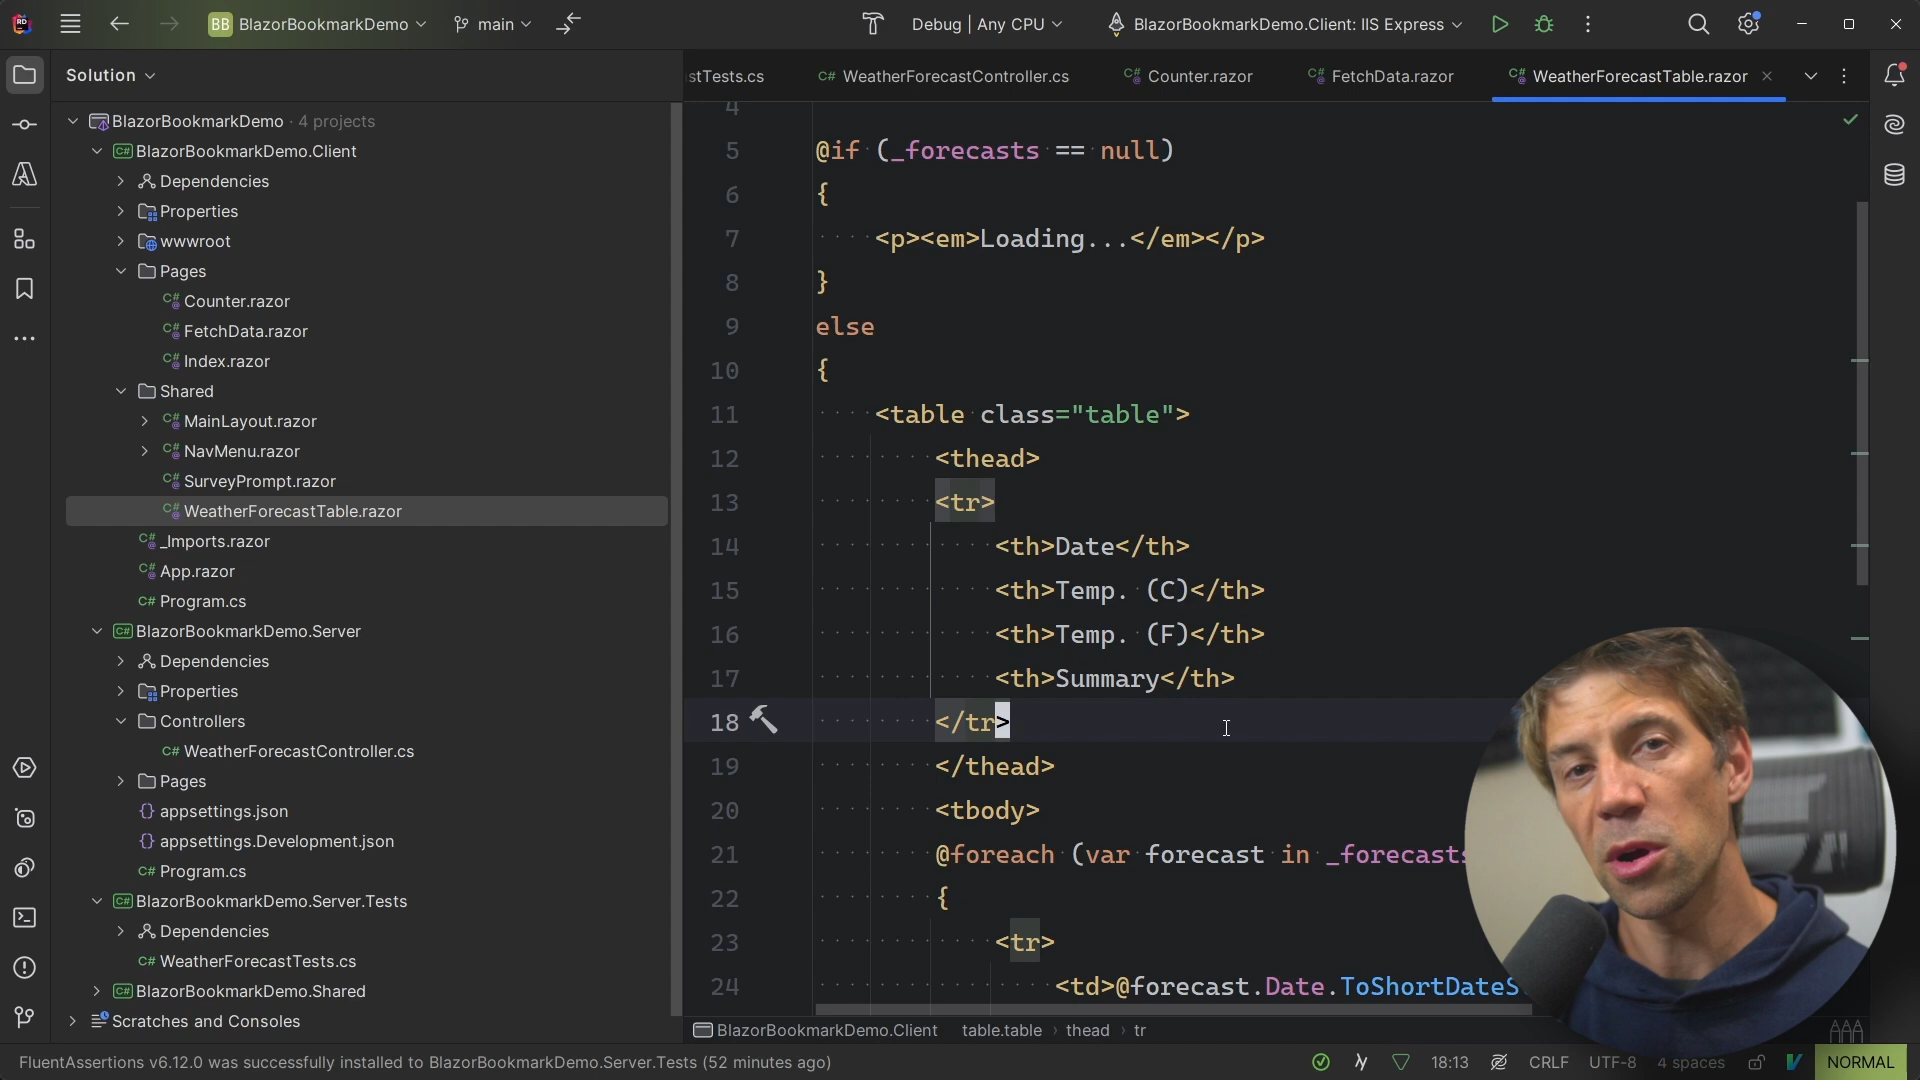 BB BlazorBookmarkDemo main Debug | Any CPU BlazorBookmarkDemo.Client: IIS Express
Solution
BlazorBookmarkDemo · 4 projects
BlazorBookmarkDemo.Client
Dependencies
Properties
wwwroot
Pages
Counter.razor
FetchData.razor
Index.razor
Shared
MainLayout.razor
NavMenu.razor
SurveyPrompt.razor
WeatherForecastTable.razor
_Imports.razor
App.razor
C# Program.cs
BlazorBookmarkDemo.Server
Dependencies
Properties
Controllers
C# WeatherForecastController.cs
Pages
{} appsettings.json
{} appsettings.Development.json
C# Program.cs
BlazorBookmarkDemo.Server.Tests
Dependencies
C# WeatherForecastTests.cs
BlazorBookmarkDemo.Shared
Scratches and Consoles
stTests.cs C# WeatherForecastController.cs Counter.razor FetchData.razor WeatherForecastTable.razor
4
5 @if (_forecasts == null)
6 {
7 <p><em>Loading...</em></p>
8 }
9 else
10 {
11 <table class="table">
12 <thead>
13 <tr>
14 <th>Date</th>
15 <th>Temp. (C)</th>
16 <th>Temp. (F)</th>
17 <th>Summary</th>
18 </tr>
19 </thead>
20 <tbody>
21 @foreach (var forecast in _forecasts
22 {
23 <tr>
24 <td>@forecast.Date.ToShortDateS
BlazorBookmarkDemo.Client table.table › thead › tr
FluentAssertions v6.12.0 was successfully installed to BlazorBookmarkDemo.Server.Tests (52 minutes ago) 18:13 CRLF UTF-8 4 spaces NORMAL